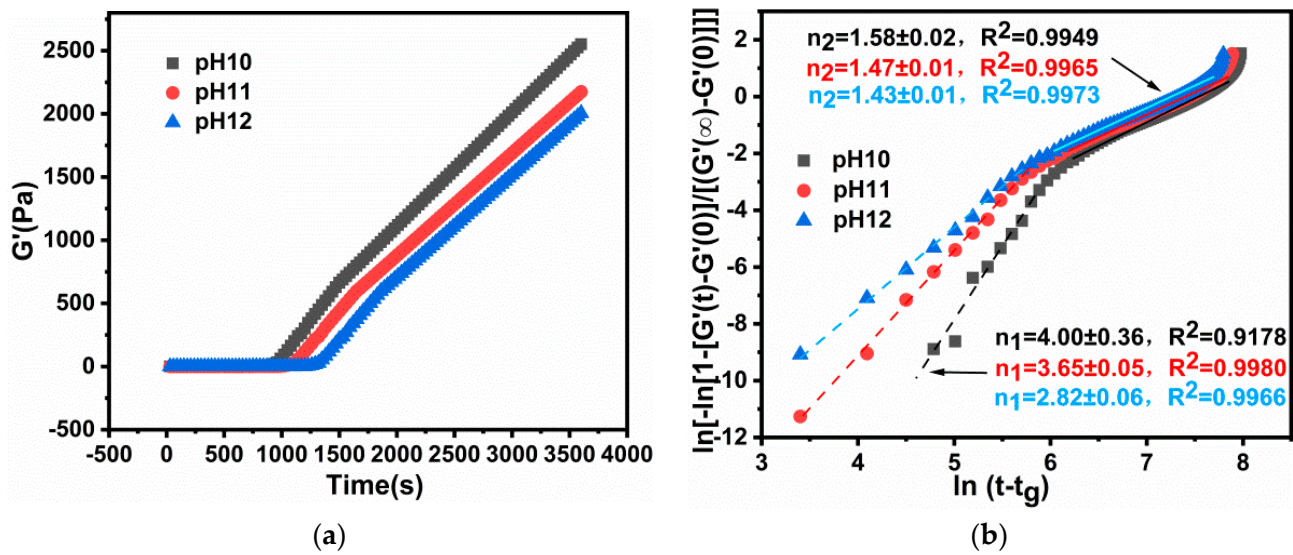 2500
2000
1500
1000
500
0
-500
-500 0 500 1000 1500 2000 2500 3000 3500 4000
G'(Pa)
Time(s)
pH10
pH11
pH12
(a)
n2=1.58±0.02, R2=0.9949
n2=1.47±0.01, R2=0.9965
n2=1.43±0.01, R2=0.9973
pH10
pH11
pH12
n1=4.00±0.36, R2=0.9178
n1=3.65±0.05, R2=0.9980
n1=2.82±0.06, R2=0.9966
2
0
-2
-4
-6
-8
-10
-12
3 4 5 6 7 8
ln[-ln[1-[G'(t)-G'(0)]/[(G'(∞)-G'(0)]]]
ln (t-tg)
(b)